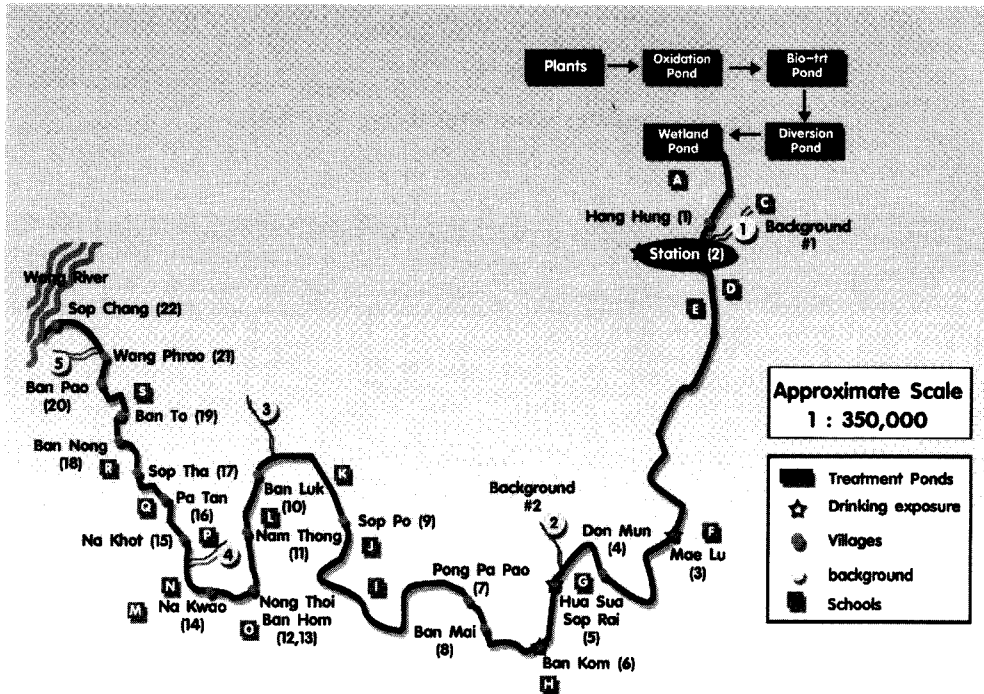 Plants
Oxidation
Pond
Bio-trt
Pond
Wetland
Pond
Diversion
Pond
A
C
Hang Hung (1)
1
Background
#1
Station (2)
D
E
Wang River
Sop Chang (22)
5
Wang Phrao (21)
Ban Pao
(20)
S
Ban To (19)
3
Approximate Scale
1 : 350,000
Ban Nong
(18)
R
Sop Tha (17)
Ban Luk
(10)
K
Background
#2
Q
Pa Tan
(16)
L
Sop Po (9)
2
Don Mun
(4)
F
Na Khot (15)
P
4
Nam Thong
(11)
J
Mae Lu
(3)
Pong Pa Pao
(7)
G
N
M
Na Kwao
(14)
O
Nong Thoi
Ban Hom
(12,13)
I
Hua Sua
Sop Rai
(5)
Ban Mai
(8)
Ban Kom (6)
H
Treatment Ponds
Drinking exposure
Villages
background
Schools